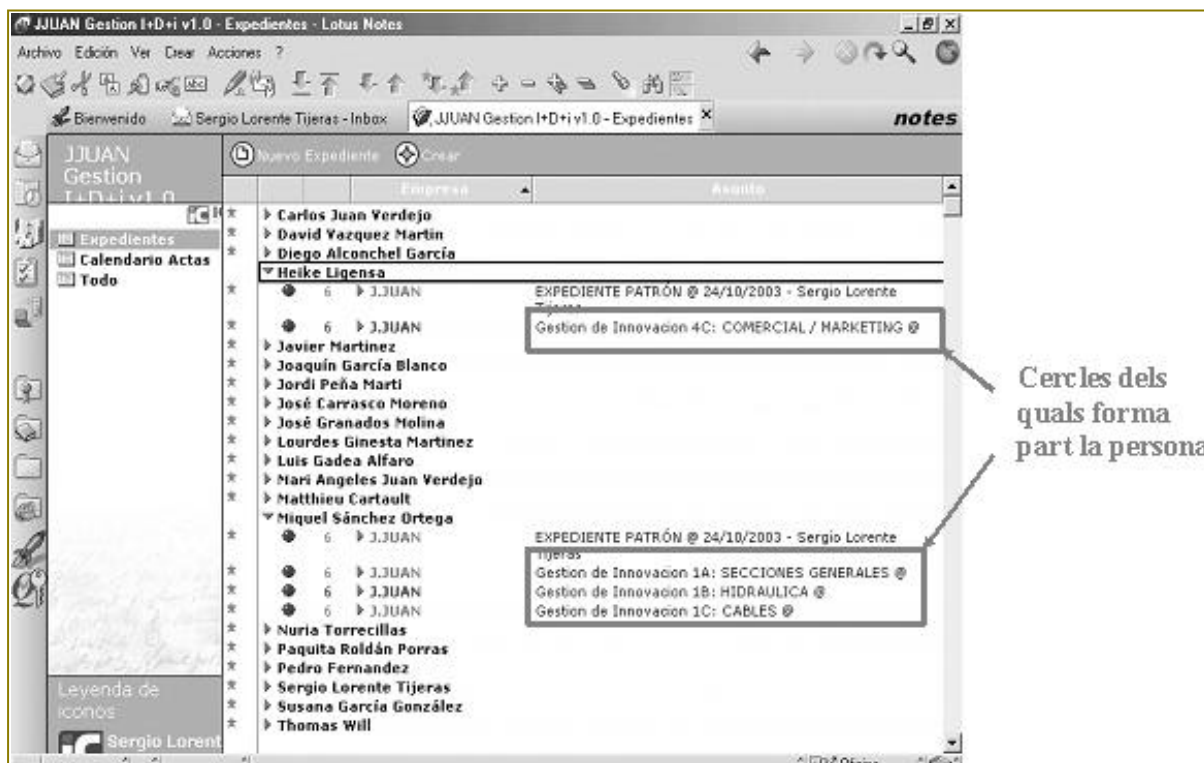 JJUAN Gestion I+D+i v1.0 - Expedientes - Lotus Notes
Archivo Edición Ver Crear Acciones ?
Bienvenido Sergio Lorente Tijeras - Inbox JJUAN Gestion I+D+i v1.0 - Expedientes notes
JJUAN
Gestion
I+D+i v1.0
Nuevo Expediente Crear
Empresa Asunto
Expedientes
Calendario Actas
Todo
Carlos Juan Verdejo
David Vazquez Martin
Diego Alconchel García
Heike Ligensa
6 J.JUAN EXPEDIENTE PATRÓN @ 24/10/2003 - Sergio Lorente
Tijeras
6 J.JUAN Gestion de Innovacion 4C: COMERCIAL / MARKETING @
Javier Martinez
Joaquín García Blanco
Jordi Peña Marti
José Carrasco Moreno
José Granados Molina
Lourdes Ginesta Martinez
Luis Gadea Alfaro
Mari Angeles Juan Verdejo
Matthieu Cartault
Miquel Sánchez Ortega
6 J.JUAN EXPEDIENTE PATRÓN @ 24/10/2003 - Sergio Lorente
Tijeras
6 J.JUAN Gestion de Innovacion 1A: SECCIONES GENERALES @
6 J.JUAN Gestion de Innovacion 1B: HIDRAULICA @
6 J.JUAN Gestion de Innovacion 1C: CABLES @
Nuria Torrecillas
Paquita Roldán Porras
Pedro Fernandez
Sergio Lorente Tijeras
Susana García González
Thomas Will
Leyenda de
iconos
Sergio Lorent
Cercles dels
quals forma
part la persona